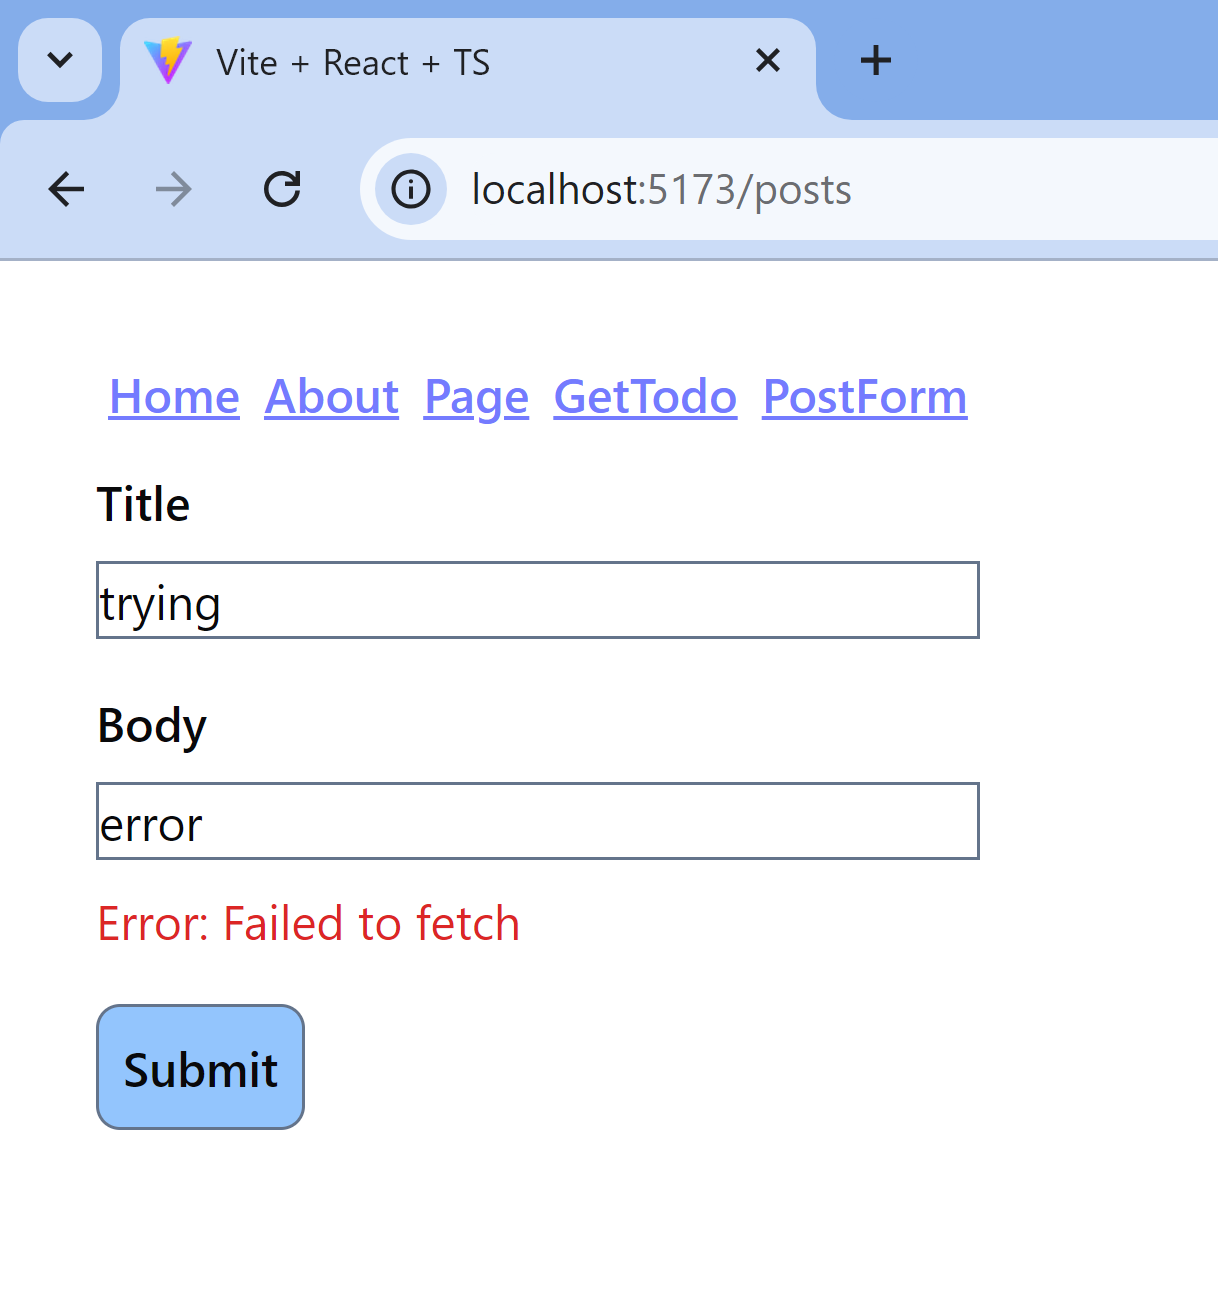 Vite + React + TS
localhost:5173/posts
Home About Page GetTodo PostForm
Title
trying
Body
error
Error: Failed to fetch
Submit